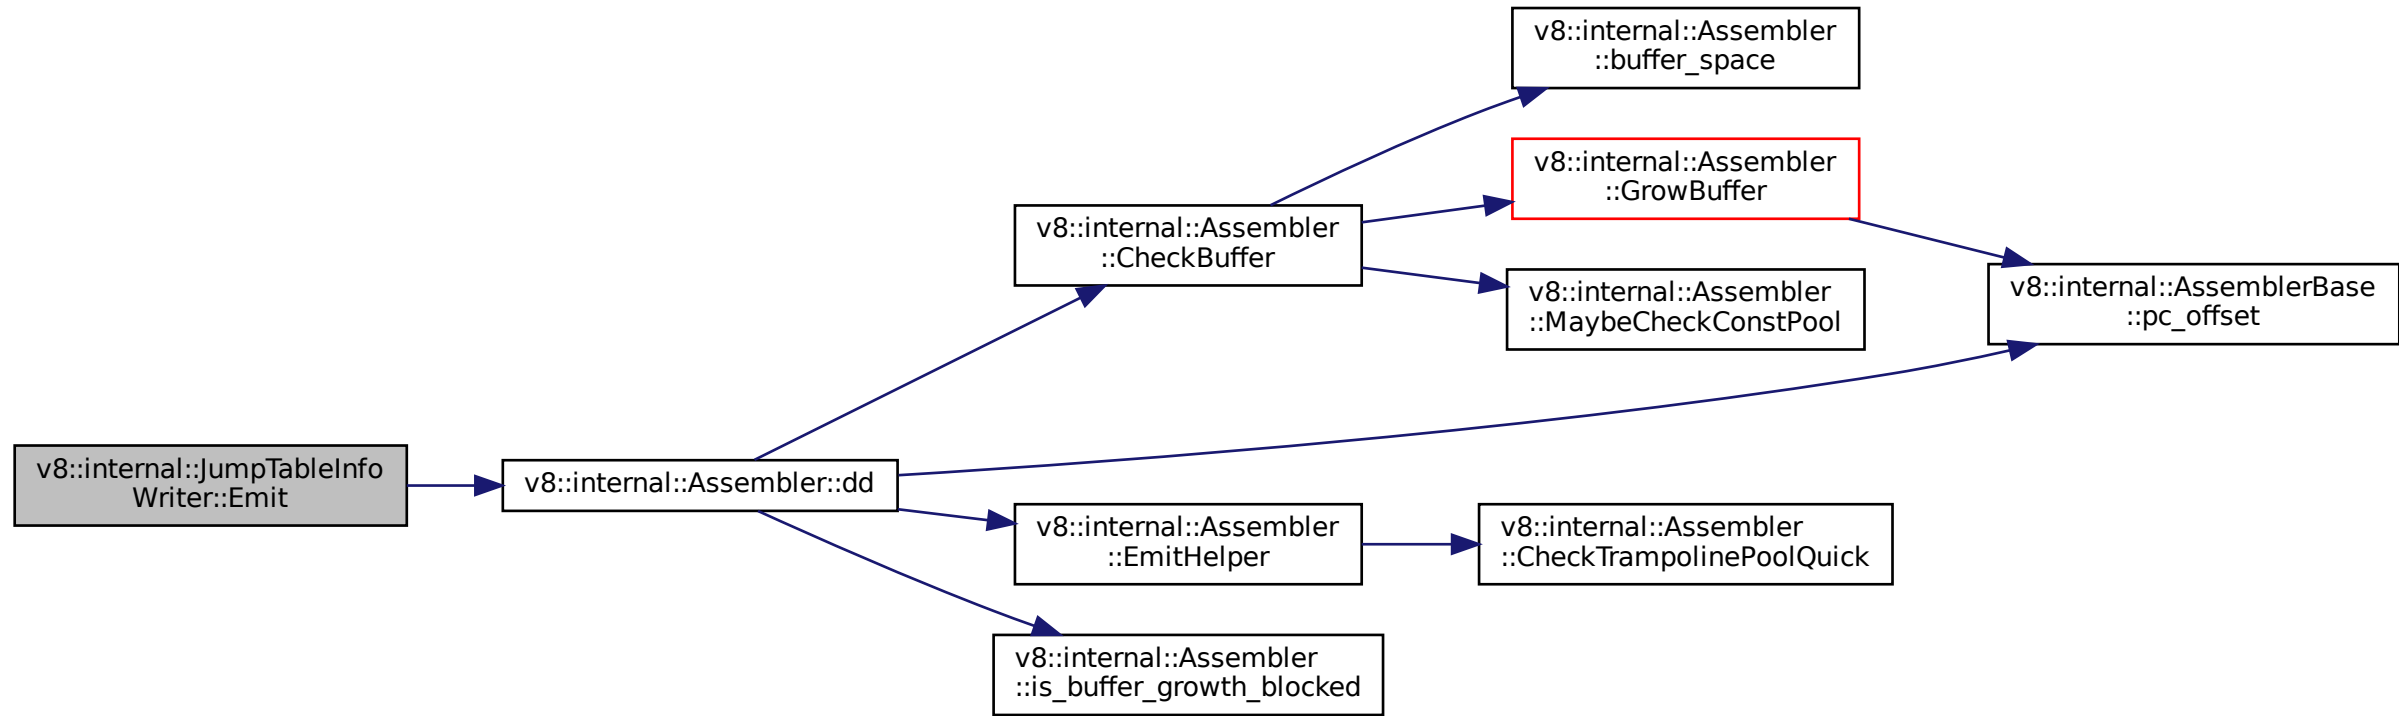 v8::internal::JumpTableInfo
Writer::Emit
v8::internal::Assembler::dd
v8::internal::Assembler
::CheckBuffer
v8::internal::Assembler
::buffer_space
v8::internal::Assembler
::GrowBuffer
v8::internal::Assembler
::MaybeCheckConstPool
v8::internal::AssemblerBase
::pc_offset
v8::internal::Assembler
::EmitHelper
v8::internal::Assembler
::CheckTrampolinePoolQuick
v8::internal::Assembler
::is_buffer_growth_blocked